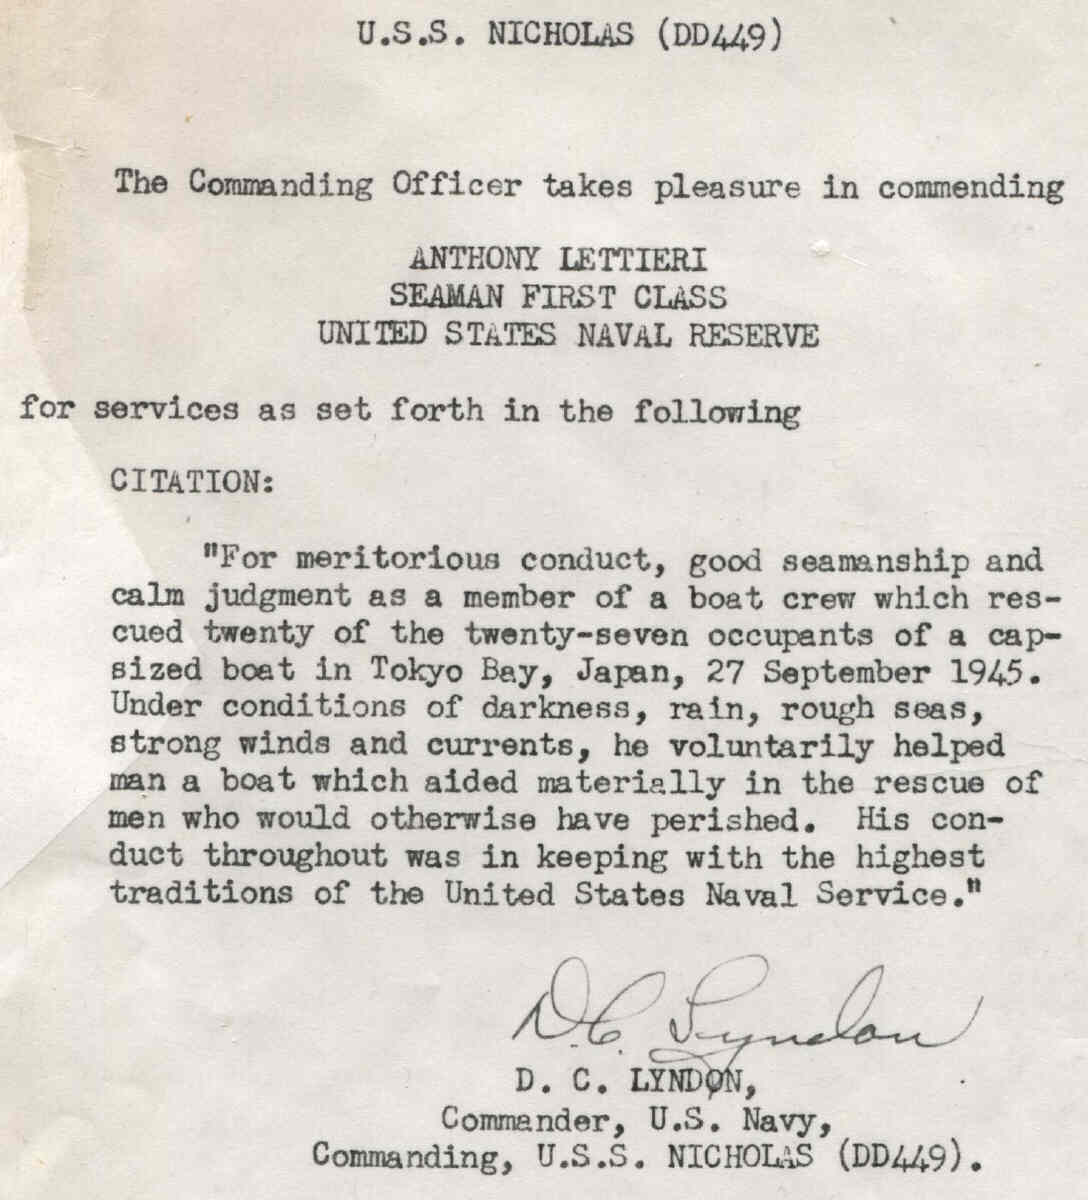 U.S.S. NICHOLAS (DD449)
The Commanding Officer takes pleasure in commending
ANTHONY LETTIERI
SEAMAN FIRST CLASS
UNITED STATES NAVAL RESERVE
for services as set forth in the following
CITATION:
"For meritorious conduct, good seamanship and
calm judgment as a member of a boat crew which res-
cued twenty of the twenty-seven occupants of a cap-
sized boat in Tokyo Bay, Japan, 27 September 1945.
Under conditions of darkness, rain, rough seas,
strong winds and currents, he voluntarily helped
man a boat which aided materially in the rescue of
men who would otherwise have perished. His con-
duct throughout was in keeping with the highest
traditions of the United States Naval Service."
D.C. Lyndon
D. C. LYNDON,
Commander, U.S. Navy,
Commanding, U.S.S. NICHOLAS (DD449).